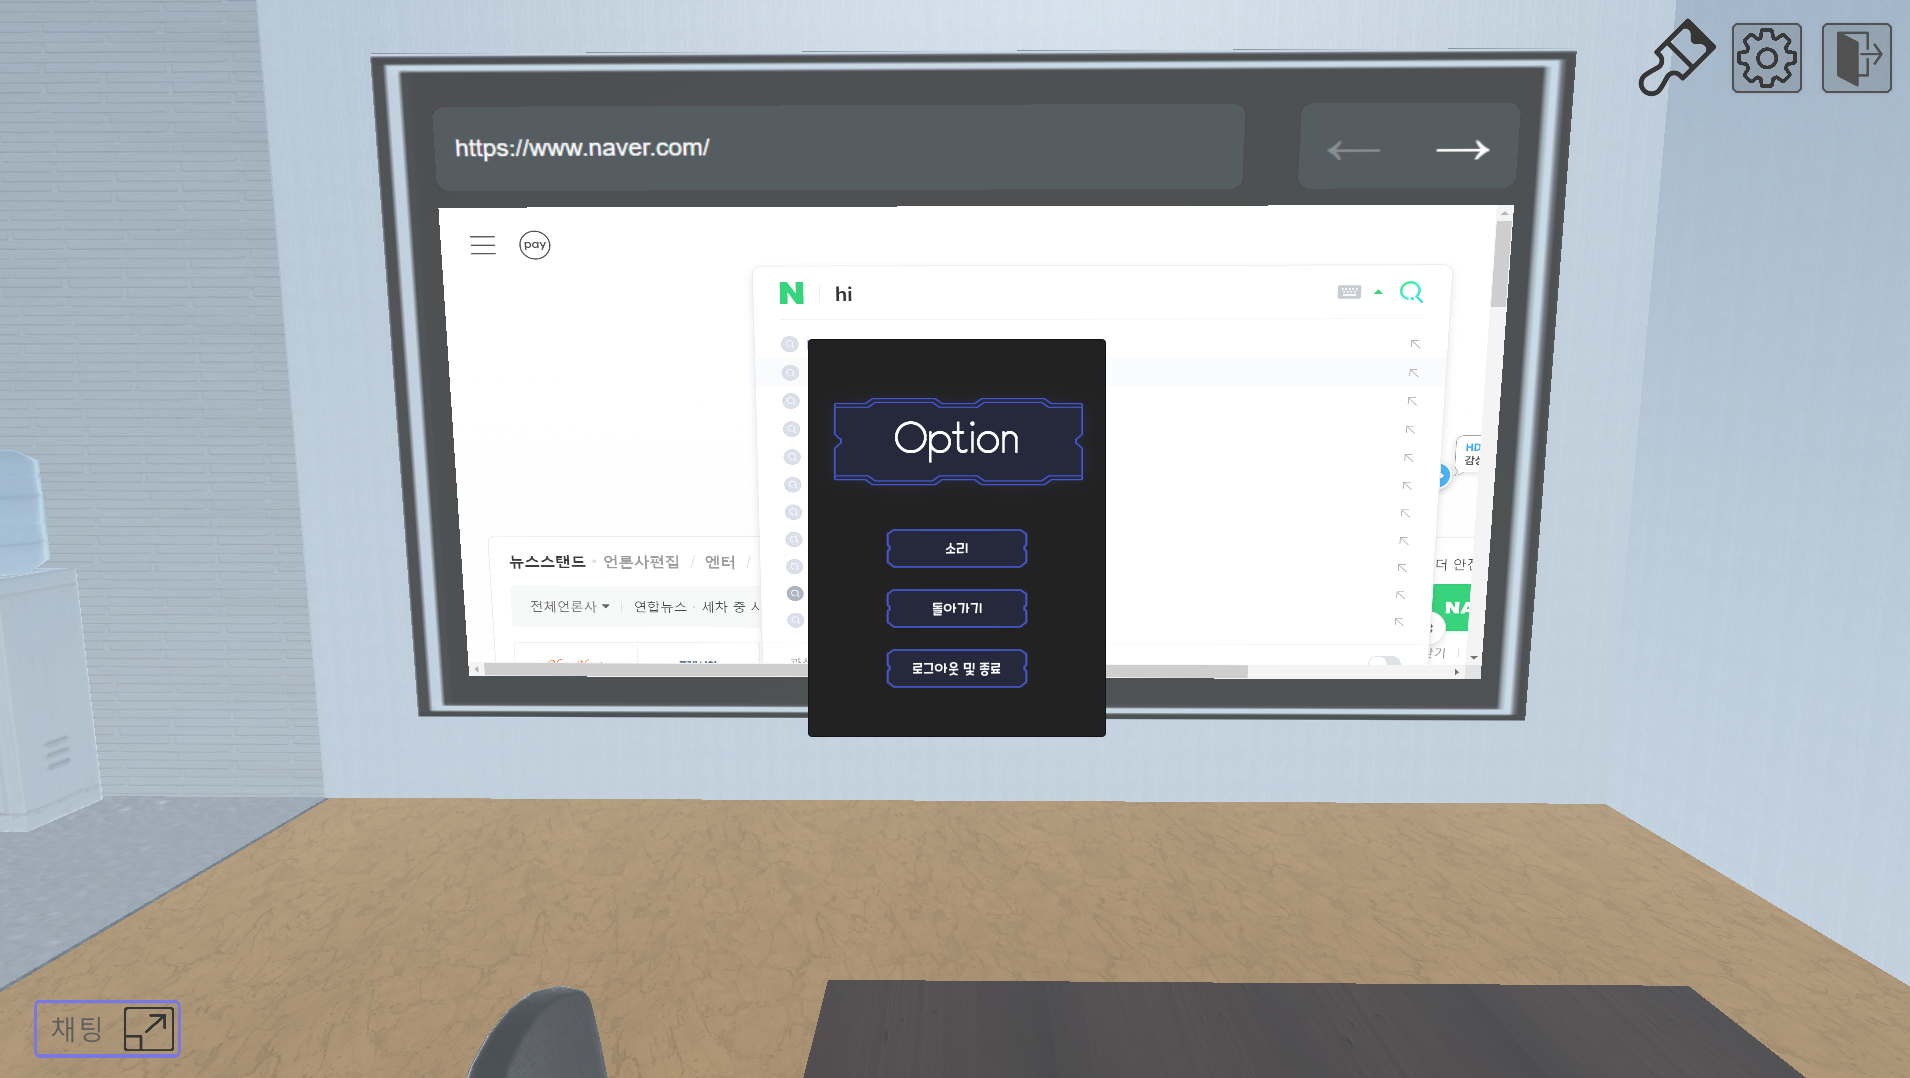 https://www.naver.com/
pay
N hi
Option
소리
돌아가기
로그아웃 및 종료
뉴스스탠드 · 언론사편집 / 엔터 /
전체언론사 연합뉴스 · 세차 중
HD
더
NA
채팅